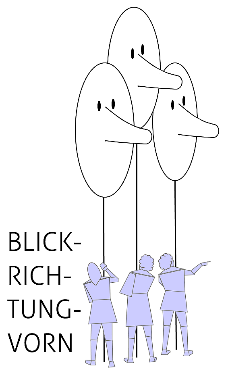 BLICK-
RICH-
TUNG-
VORN